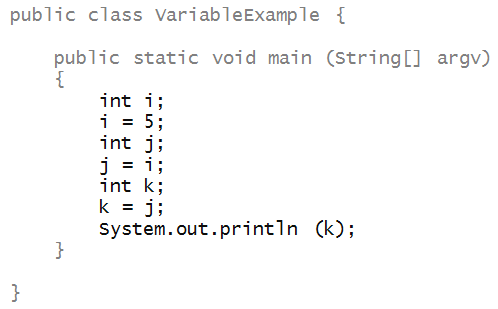 public class VariableExample {
public static void main (String[] argv)
{
int i;
i = 5;
int j;
j = i;
int k;
k = j;
System.out.println (k);
}
}